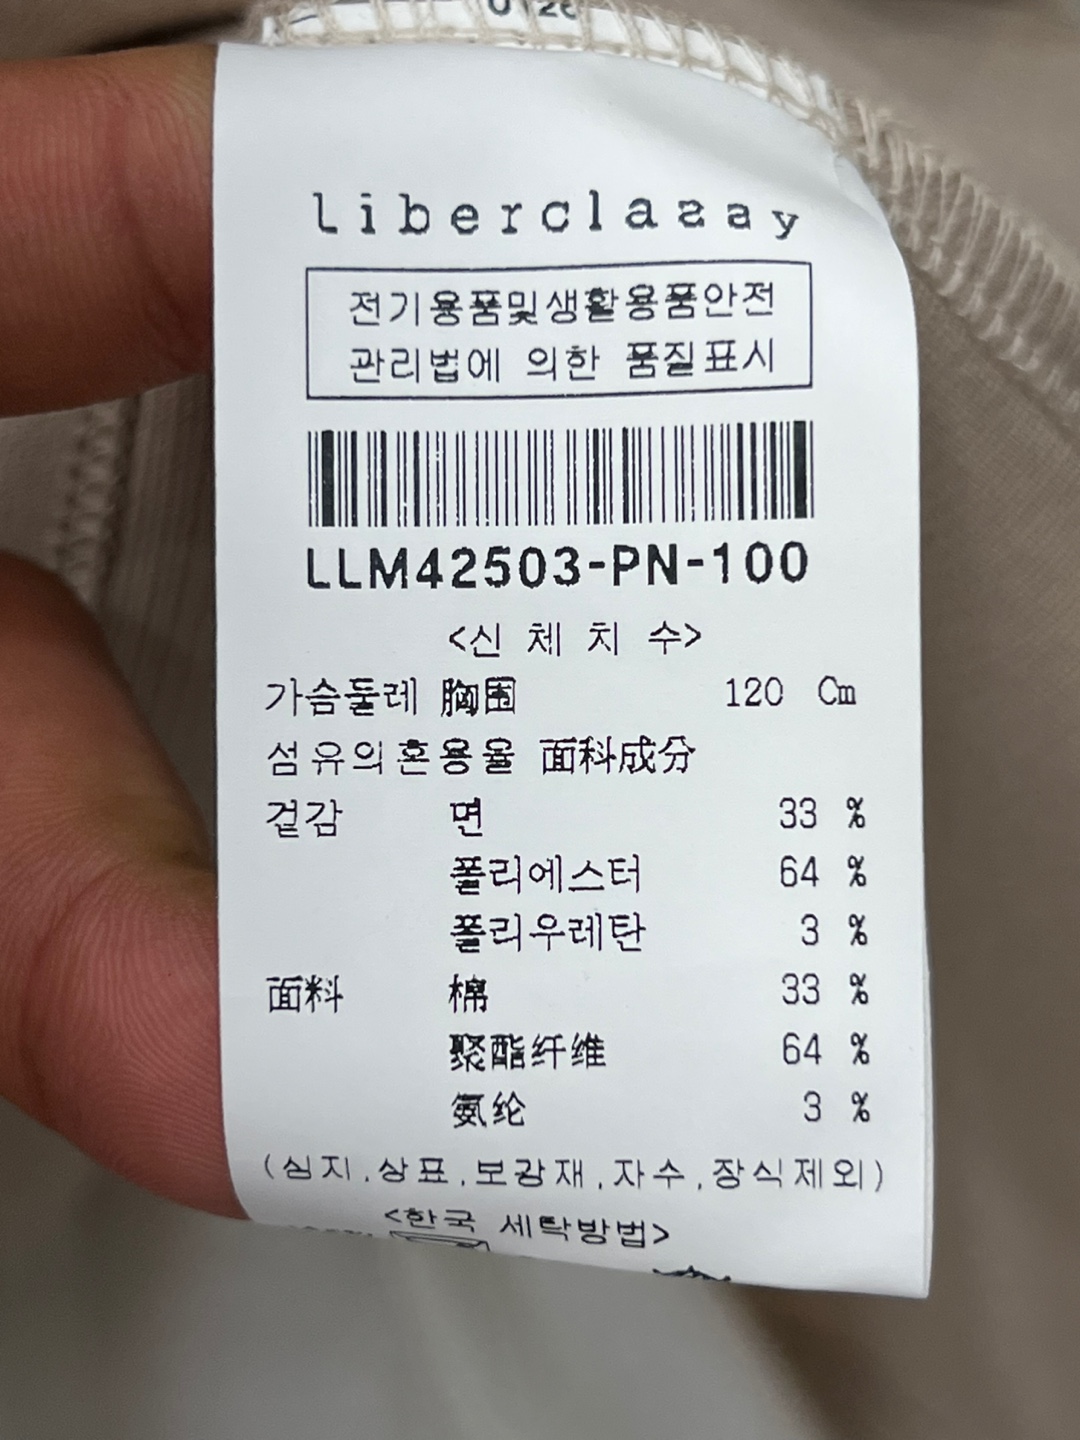 liberclassy
전기용품및생활용품안전
관리법에 의한 품질표시
LLM42503-PN-100
<신 체 치 수>
가슴둘레 胸围 120 Cm
섬유의혼용율 面料成分
겉감 면 33 %
폴리에스터 64 %
폴리우레탄 3 %
面料 棉 33 %
聚酯纤维 64 %
氨纶 3 %
(심지,상표,보강재,자수,장식제외)
<한국 세탁방법>